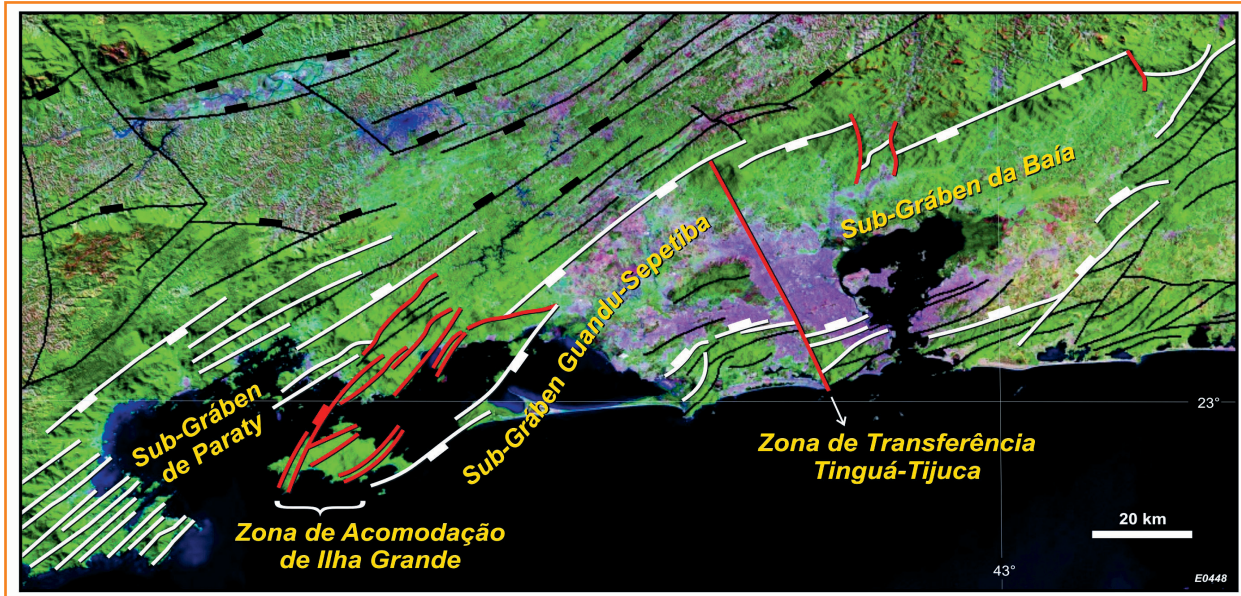 Sub-Gráben da Baía
Sub-Gráben Guandu-Sepetiba
Sub-Gráben
de Paraty
23°
Zona de Transferência
Tinguá-Tijuca
Zona de Acomodação
de Ilha Grande
20 km
43°
E0448